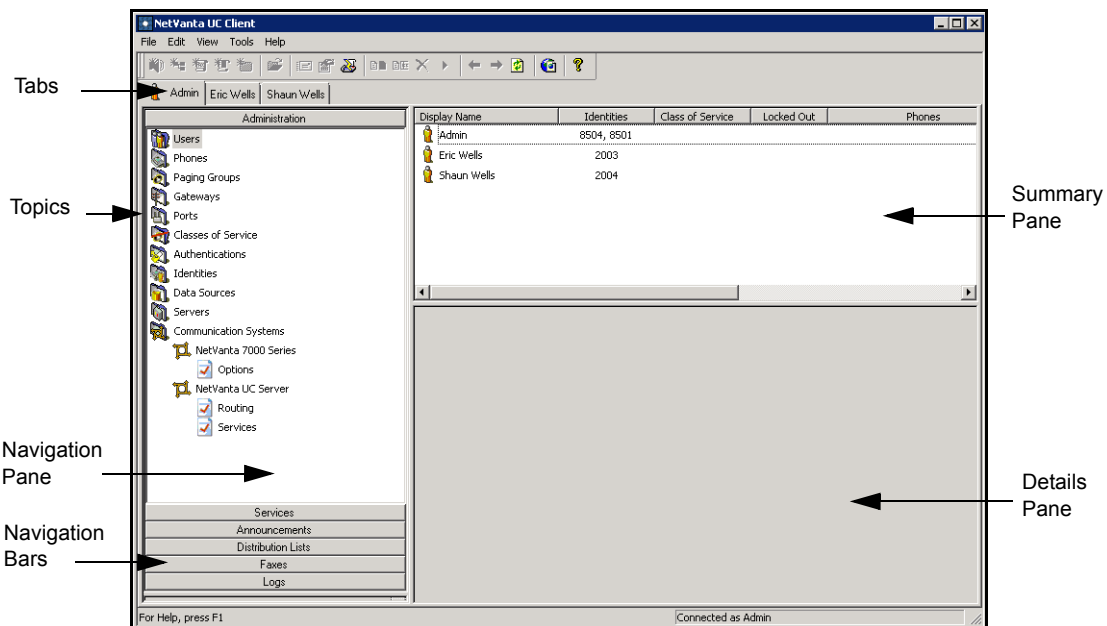 NetVanta UC Client
File Edit View Tools Help
Admin Eric Wells Shaun Wells
Tabs
Administration
Users
Phones
Paging Groups
Gateways
Ports
Classes of Service
Authentications
Identities
Data Sources
Servers
Communication Systems
NetVanta 7000 Series
Options
NetVanta UC Server
Routing
Services
Topics
Navigation
Pane
Services
Announcements
Distribution Lists
Faxes
Logs
Navigation
Bars
Display Name Identities Class of Service Locked Out Phones
Admin 8504, 8501
Eric Wells 2003
Shaun Wells 2004
Summary
Pane
Details
Pane
For Help, press F1
Connected as Admin